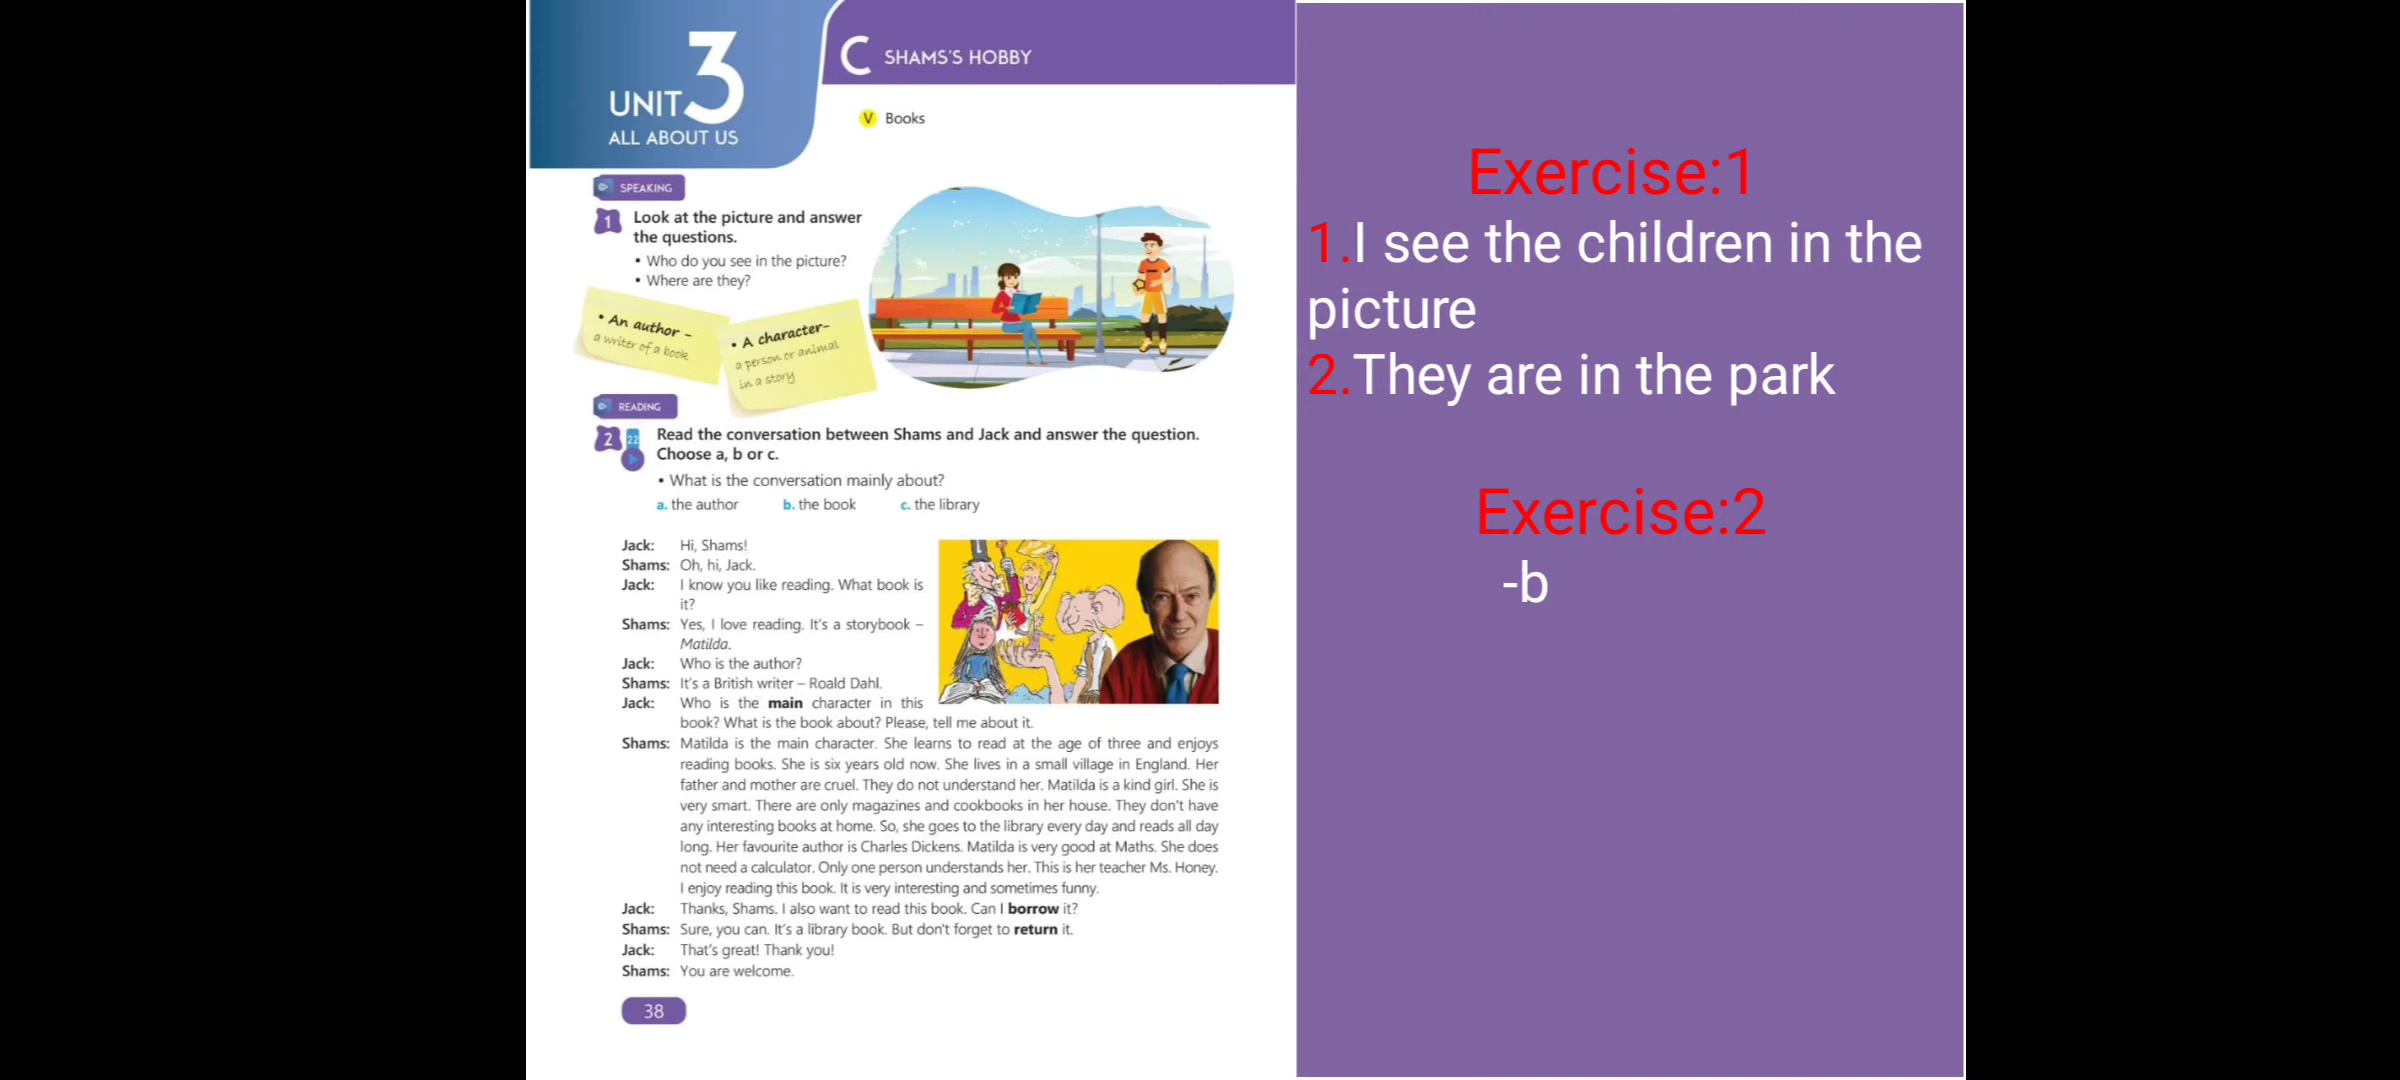 UNIT 3
ALL ABOUT US
C SHAMS'S HOBBY
V Books
SPEAKING
1 Look at the picture and answer
the questions.
• Who do you see in the picture?
• Where are they?
• An author –
a writer of a book
• A character–
a person or animal
in a story
READING
2 22 Read the conversation between Shams and Jack and answer the question.
Choose a, b or c.
• What is the conversation mainly about?
a. the author b. the book c. the library
Jack: Hi, Shams!
Shams: Oh, hi, Jack.
Jack: I know you like reading. What book is
it?
Shams: Yes, I love reading. It's a storybook –
Matilda.
Jack: Who is the author?
Shams: It's a British writer – Roald Dahl.
Jack: Who is the main character in this
book? What is the book about? Please, tell me about it.
Shams: Matilda is the main character. She learns to read at the age of three and enjoys
reading books. She is six years old now. She lives in a small village in England. Her
father and mother are cruel. They do not understand her. Matilda is a kind girl. She is
very smart. There are only magazines and cookbooks in her house. They don't have
any interesting books at home. So, she goes to the library every day and reads all day
long. Her favourite author is Charles Dickens. Matilda is very good at Maths. She does
not need a calculator. Only one person understands her. This is her teacher Ms. Honey.
I enjoy reading this book. It is very interesting and sometimes funny.
Jack: Thanks, Shams. I also want to read this book. Can I borrow it?
Shams: Sure, you can. It's a library book. But don't forget to return it.
Jack: That's great! Thank you!
Shams: You are welcome.
38
Exercise:1
1.I see the children in the
picture
2.They are in the park
Exercise:2
-b